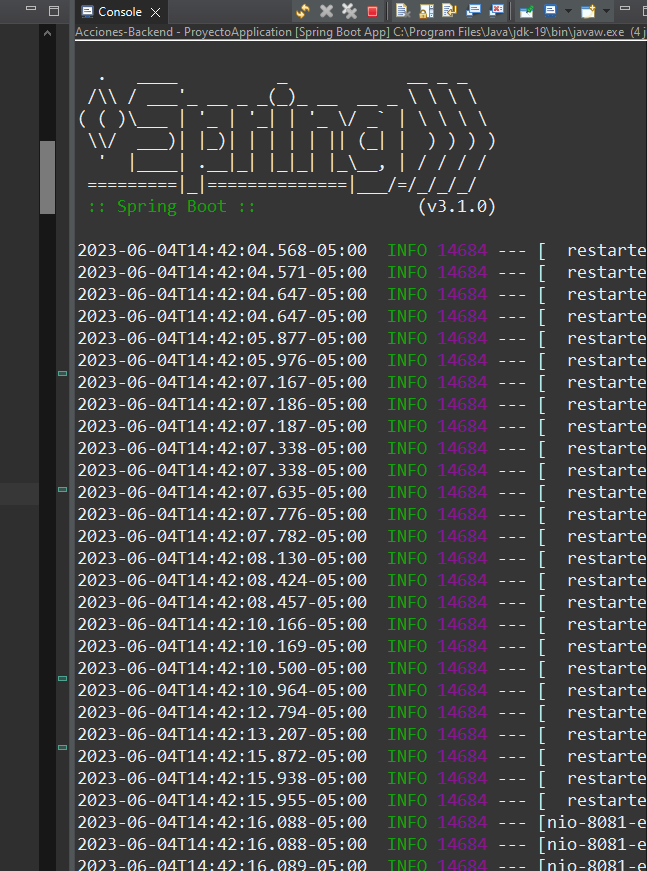 Console
Acciones-Backend - ProyectoApplication [Spring Boot App] C:\Program Files\Java\jdk-19\bin\javaw.exe (4 j
  .   ____          _            __ _ _
 /\\ / ___'_ __ _ _(_)_ __  __ _ \ \ \ \
( ( )\___ | '_ | '_| | '_ \/ _` | \ \ \ \
 \\/  ___)| |_)| | | | | || (_| |  ) ) ) )
  '  |____| .__|_| |_|_| |_\__, | / / / /
 =========|_|==============|___/=/_/_/_/
 :: Spring Boot ::                (v3.1.0)
2023-06-04T14:42:04.568-05:00  INFO 14684 --- [  restarte
2023-06-04T14:42:04.571-05:00  INFO 14684 --- [  restarte
2023-06-04T14:42:04.647-05:00  INFO 14684 --- [  restarte
2023-06-04T14:42:04.647-05:00  INFO 14684 --- [  restarte
2023-06-04T14:42:05.877-05:00  INFO 14684 --- [  restarte
2023-06-04T14:42:05.976-05:00  INFO 14684 --- [  restarte
2023-06-04T14:42:07.167-05:00  INFO 14684 --- [  restarte
2023-06-04T14:42:07.186-05:00  INFO 14684 --- [  restarte
2023-06-04T14:42:07.187-05:00  INFO 14684 --- [  restarte
2023-06-04T14:42:07.338-05:00  INFO 14684 --- [  restarte
2023-06-04T14:42:07.338-05:00  INFO 14684 --- [  restarte
2023-06-04T14:42:07.635-05:00  INFO 14684 --- [  restarte
2023-06-04T14:42:07.776-05:00  INFO 14684 --- [  restarte
2023-06-04T14:42:07.782-05:00  INFO 14684 --- [  restarte
2023-06-04T14:42:08.130-05:00  INFO 14684 --- [  restarte
2023-06-04T14:42:08.424-05:00  INFO 14684 --- [  restarte
2023-06-04T14:42:08.457-05:00  INFO 14684 --- [  restarte
2023-06-04T14:42:10.166-05:00  INFO 14684 --- [  restarte
2023-06-04T14:42:10.169-05:00  INFO 14684 --- [  restarte
2023-06-04T14:42:10.500-05:00  INFO 14684 --- [  restarte
2023-06-04T14:42:10.964-05:00  INFO 14684 --- [  restarte
2023-06-04T14:42:12.794-05:00  INFO 14684 --- [  restarte
2023-06-04T14:42:13.207-05:00  INFO 14684 --- [  restarte
2023-06-04T14:42:15.872-05:00  INFO 14684 --- [  restarte
2023-06-04T14:42:15.938-05:00  INFO 14684 --- [  restarte
2023-06-04T14:42:15.955-05:00  INFO 14684 --- [  restarte
2023-06-04T14:42:16.088-05:00  INFO 14684 --- [nio-8081-e
2023-06-04T14:42:16.088-05:00  INFO 14684 --- [nio-8081-e
2023-06-04T14:42:16.089-05:00  INFO 14684 --- [nio-8081-e